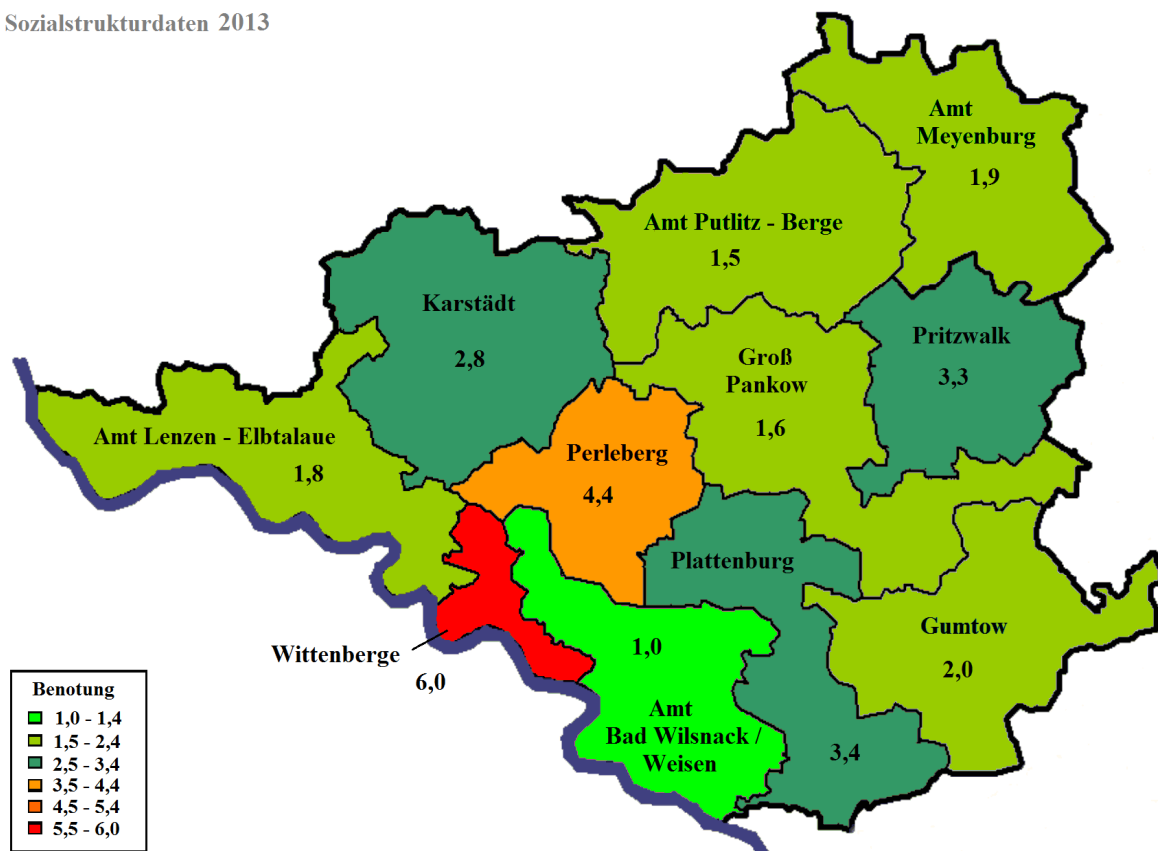 Sozialstrukturdaten 2013
Amt
Meyenburg
1,9
Amt Putlitz - Berge
1,5
Karstädt
2,8
Pritzwalk
3,3
Groß
Pankow
1,6
Amt Lenzen - Elbtalaue
1,8
Perleberg
4,4
Plattenburg
3,4
Gumtow
2,0
Wittenberge
6,0
1,0
Amt
Bad Wilsnack /
Weisen
Benotung
1,0 - 1,4
1,5 - 2,4
2,5 - 3,4
3,5 - 4,4
4,5 - 5,4
5,5 - 6,0